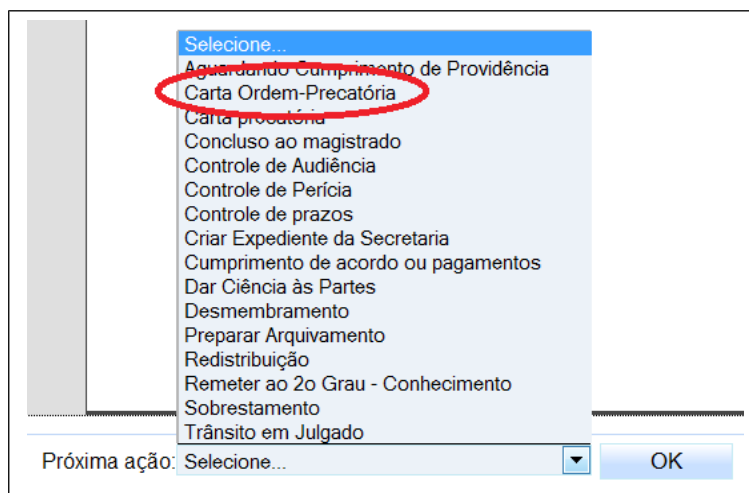 Selecione...
Aguardando Cumprimento de Providência
Carta Ordem-Precatória
Carta precatória
Concluso ao magistrado
Controle de Audiência
Controle de Perícia
Controle de prazos
Criar Expediente da Secretaria
Cumprimento de acordo ou pagamentos
Dar Ciência às Partes
Desmembramento
Preparar Arquivamento
Redistribuição
Remeter ao 2o Grau - Conhecimento
Sobrestamento
Trânsito em Julgado
Próxima ação: Selecione... OK